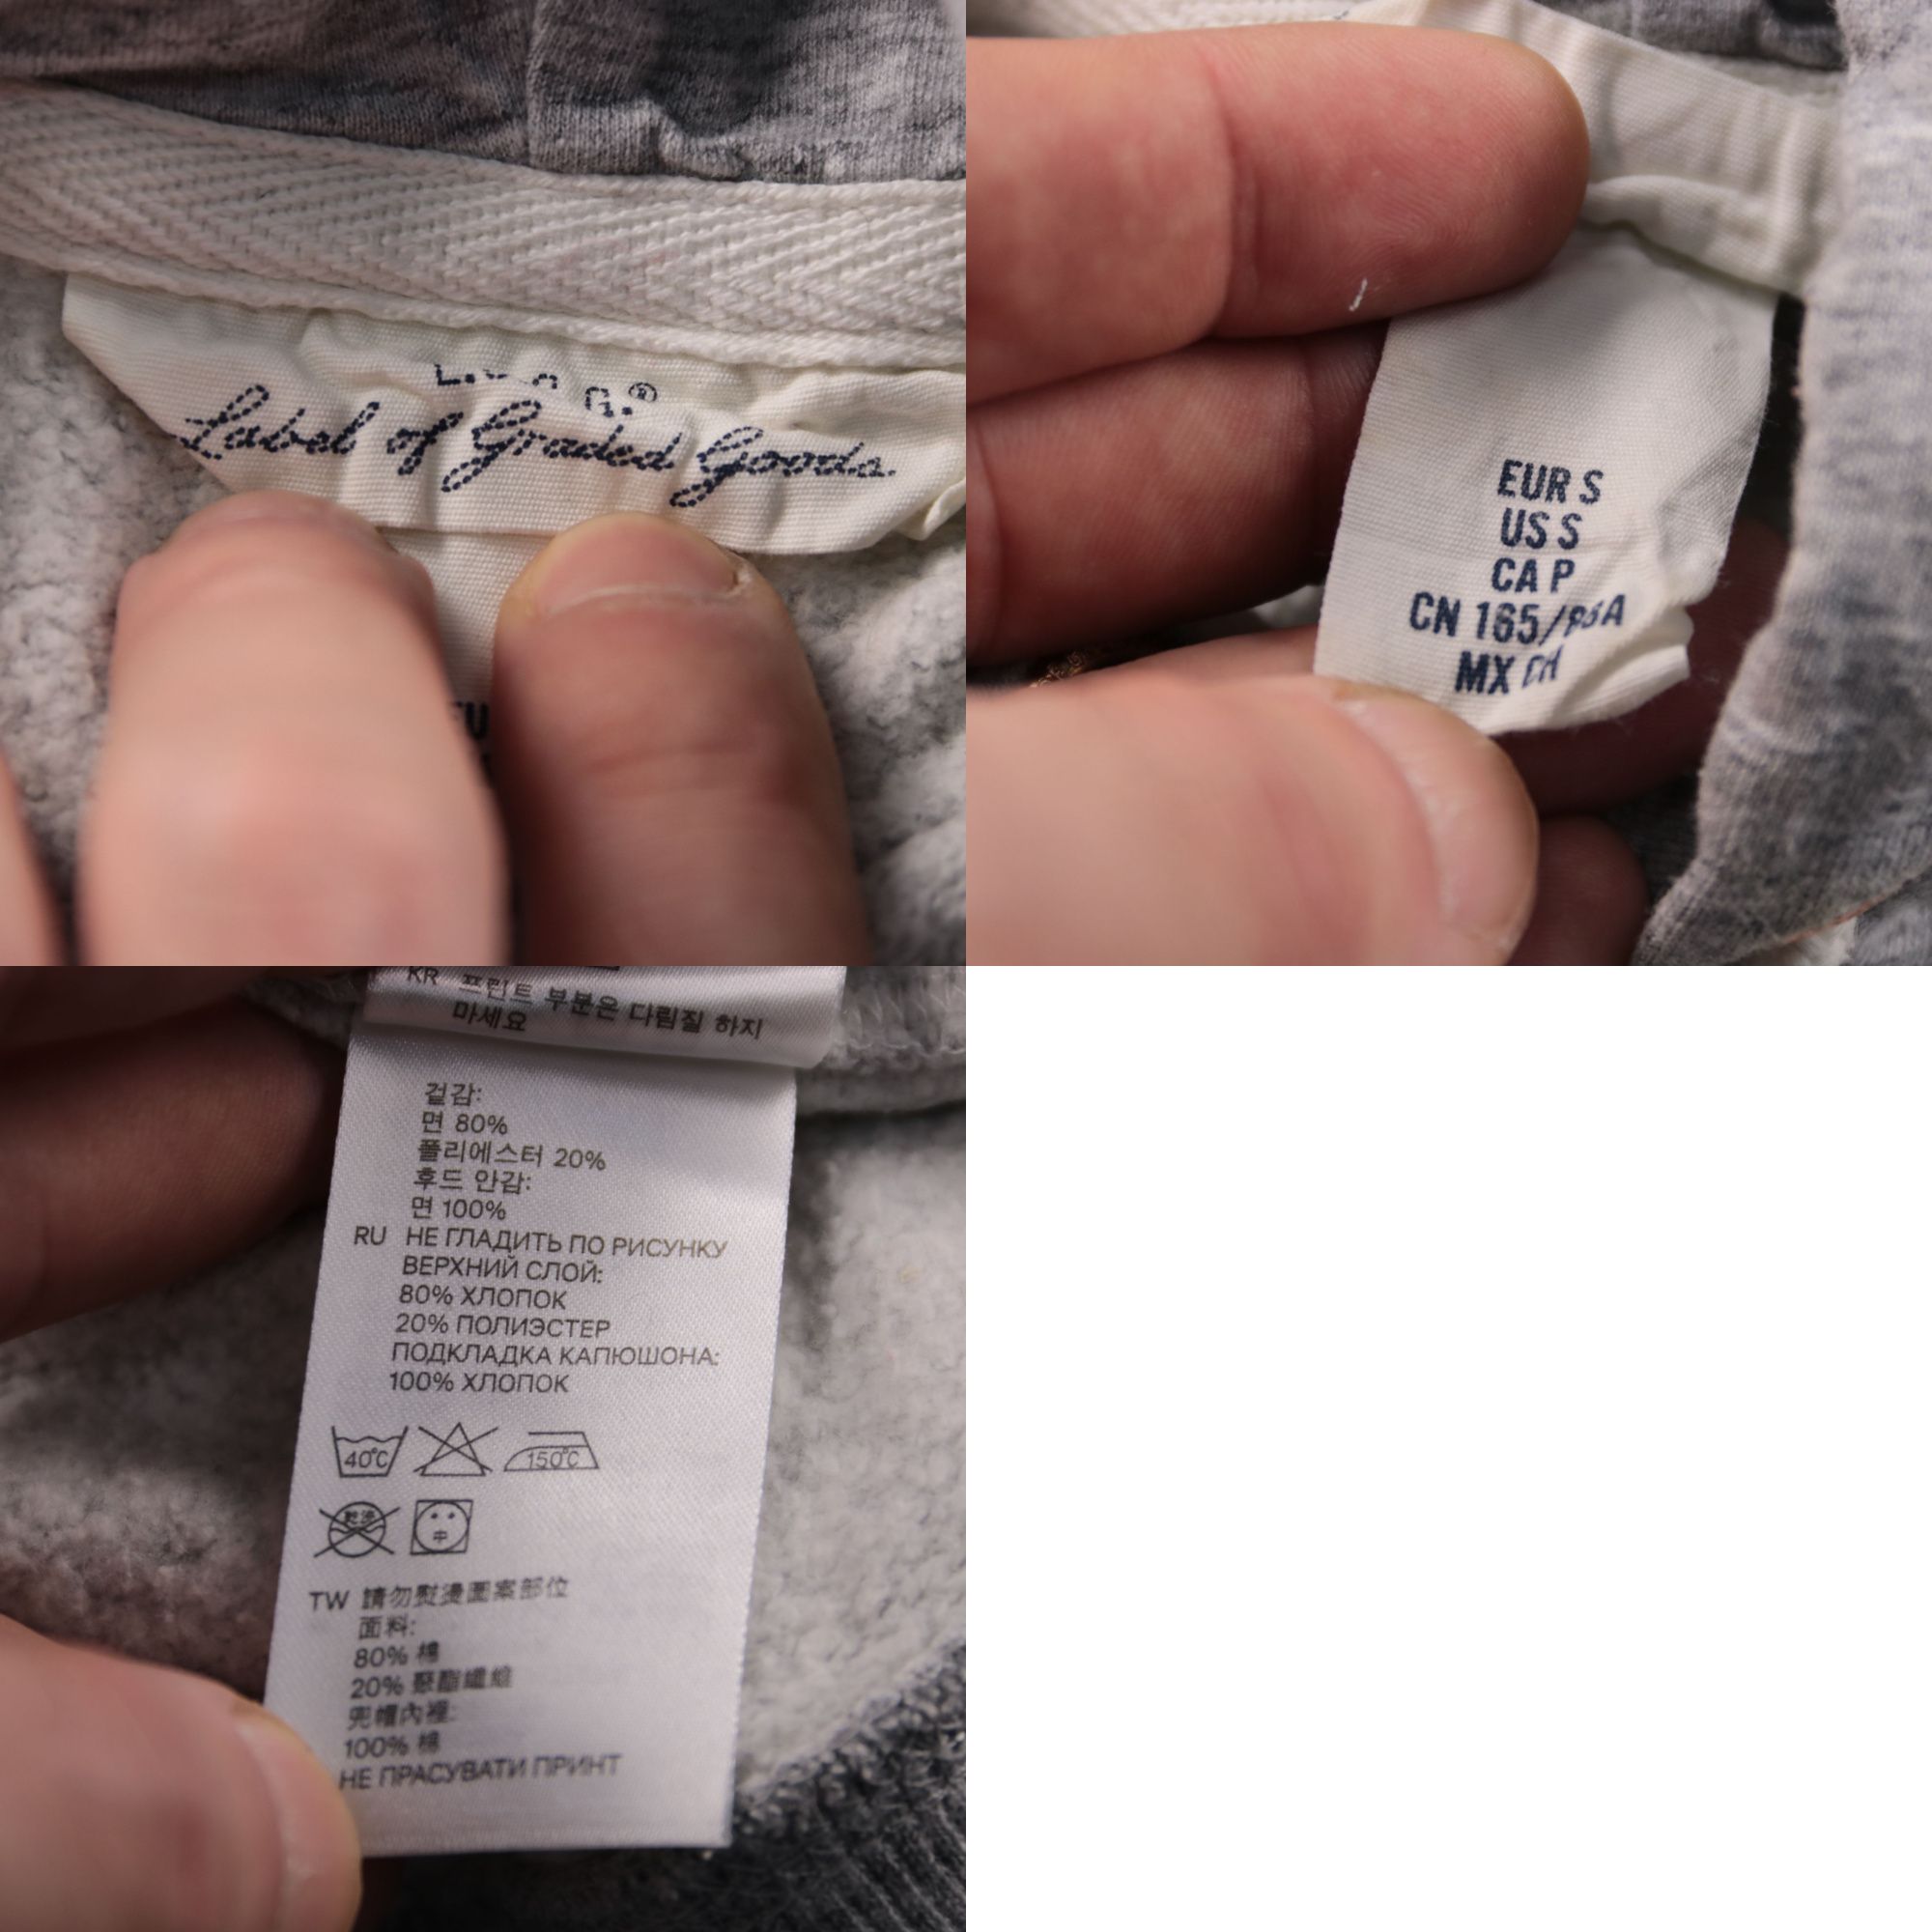 Label of Graded Goods
EUR S
US S
CA P
CN 165/
MX CH
KR 프린트 부분은 다림질 하지
마세요
겉감:
면 80%
폴리에스터 20%
후드 안감:
면 100%
RU НЕ ГЛАДИТЬ ПО РИСУНКУ
ВЕРХНИЙ СЛОЙ:
80% ХЛОПОК
20% ПОЛИЭСТЕР
ПОДКЛАДКА КАПЮШОНА:
100% ХЛОПОК
40°C 150°C
乾洗
中
TW 請勿熨燙圖案部位
面料:
80% 棉
20% 聚酯纖維
兜帽內裡:
100% 棉
НЕ ПРАСУВАТИ ПРИНТ